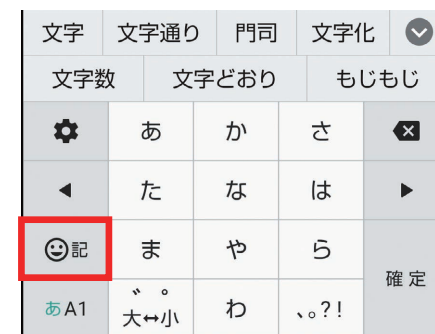 文字 文字通り 門司 文字化
文字数 文字どおり もじもじ
あ か さ
た な は
記 ま や ら
確定
あA1 ゛゜大↔小 わ 、。?!